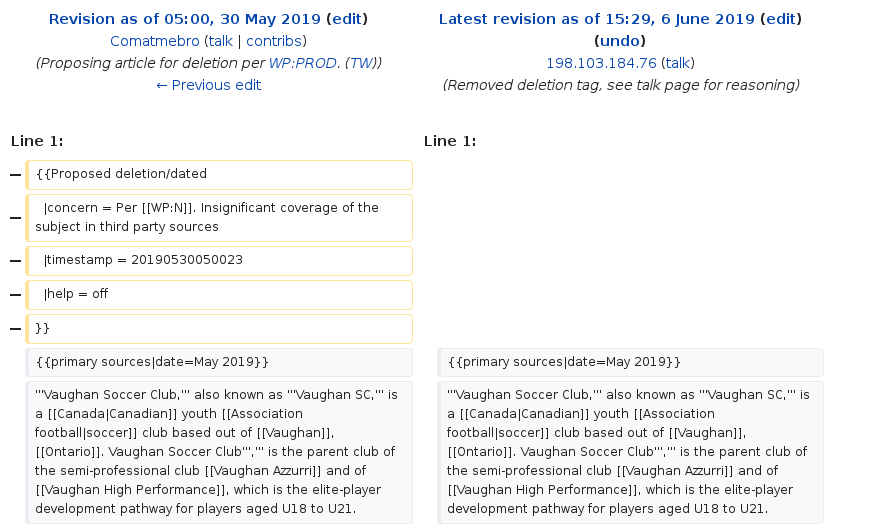 Revision as of 05:00, 30 May 2019 (edit)
Comatmebro (talk | contribs)
(Proposing article for deletion per WP:PROD. (TW))
← Previous edit
Latest revision as of 15:29, 6 June 2019 (edit)
(undo)
198.103.184.76 (talk)
(Removed deletion tag, see talk page for reasoning)
Line 1:
Line 1:
− {{Proposed deletion/dated
− |concern = Per [[WP:N]]. Insignificant coverage of the
subject in third party sources
− |timestamp = 20190530050023
− |help = off
− }}
{{primary sources|date=May 2019}}
{{primary sources|date=May 2019}}
'''Vaughan Soccer Club,''' also known as '''Vaughan SC,''' is
a [[Canada|Canadian]] youth [[Association
football|soccer]] club based out of [[Vaughan]],
[[Ontario]]. Vaughan Soccer Club''',''' is the parent club of
the semi-professional club [[Vaughan Azzurri]] and of
[[Vaughan High Performance]], which is the elite-player
development pathway for players aged U18 to U21.
'''Vaughan Soccer Club,''' also known as '''Vaughan SC,''' is
a [[Canada|Canadian]] youth [[Association
football|soccer]] club based out of [[Vaughan]],
[[Ontario]]. Vaughan Soccer Club''',''' is the parent club of
the semi-professional club [[Vaughan Azzurri]] and of
[[Vaughan High Performance]], which is the elite-player
development pathway for players aged U18 to U21.